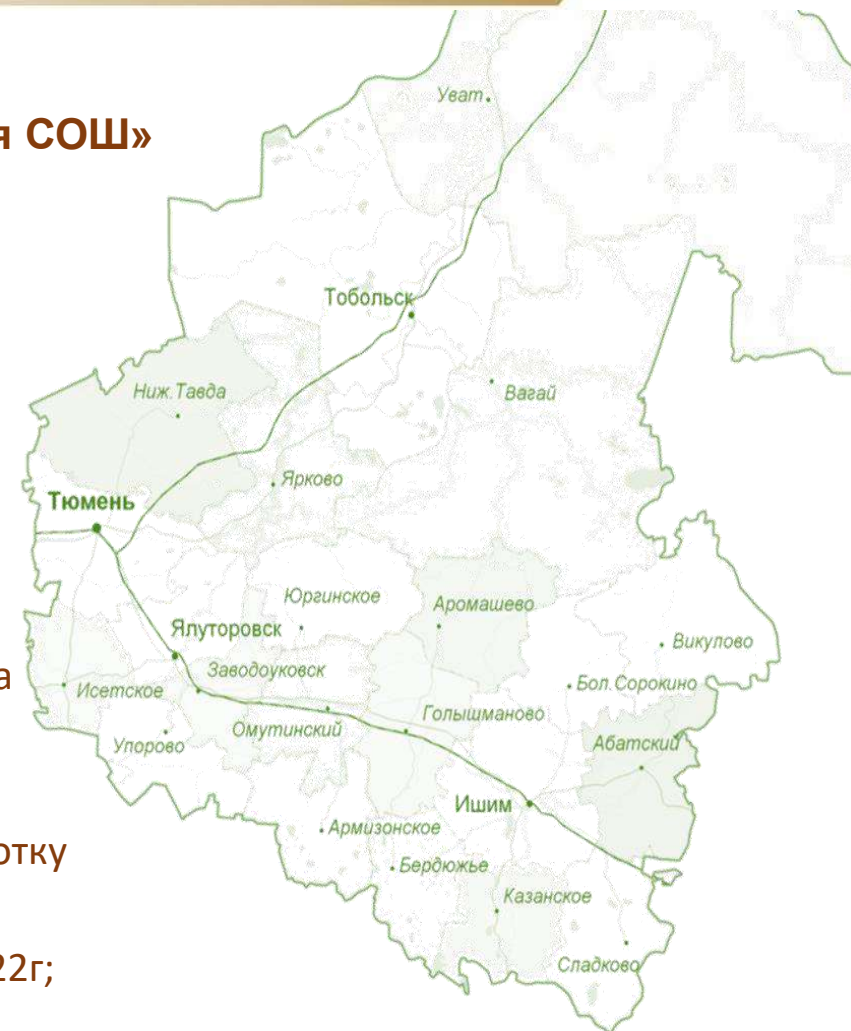 я СОШ»
Уват
Тобольск
Ниж.Тавда
Вагай
Ярково
Тюмень
Юргинское
Аромашево
Ялуторовск
Викулово
Заводоуковск
а
Исетское
Бол.Сорокино
Омутинский
Голышманово
Упорово
Абатский
Ишим
Армизонское
отку
Бердюжье
Казанское
22г;
Сладково